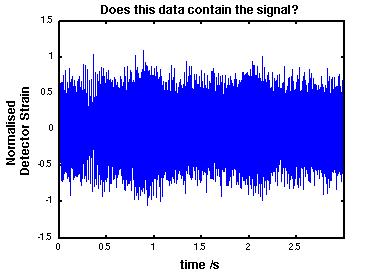 Does this data contain the signal?
1.5
1
0.5
0
-0.5
-1
-1.5
Normalised
Detector Strain
0 0.5 1 1.5 2 2.5
time /s